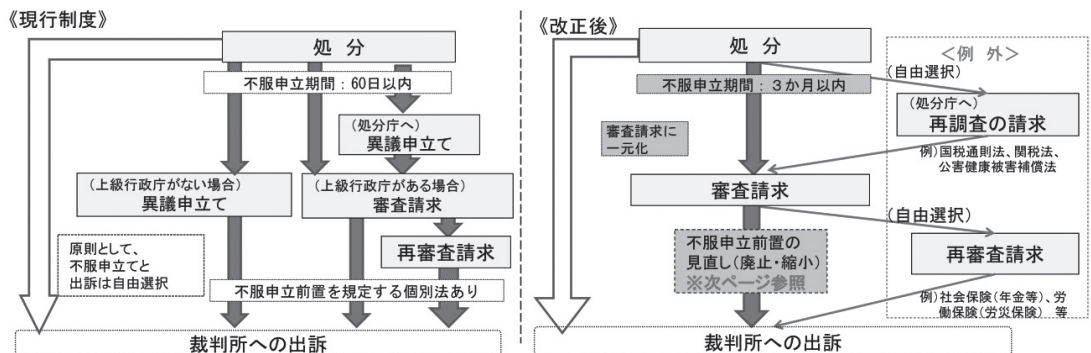 《現行制度》
処 分
不服申立期間：60日以内
(処分庁へ)
異議申立て
(上級行政庁がない場合)
異議申立て
(上級行政庁がある場合)
審査請求
再審査請求
原則として、
不服申立てと
出訴は自由選択
不服申立前置を規定する個別法あり
裁判所への出訴
《改正後》
処 分
不服申立期間：３か月以内
審査請求に
一元化
審査請求
不服申立前置の
見直し(廃止・縮小)
※次ページ参照
裁判所への出訴
＜例 外＞
(自由選択)
(処分庁へ)
再調査の請求
例)国税通則法、関税法、
公害健康被害補償法
(自由選択)
再審査請求
例)社会保険(年金等)、労
働保険(労災保険) 等